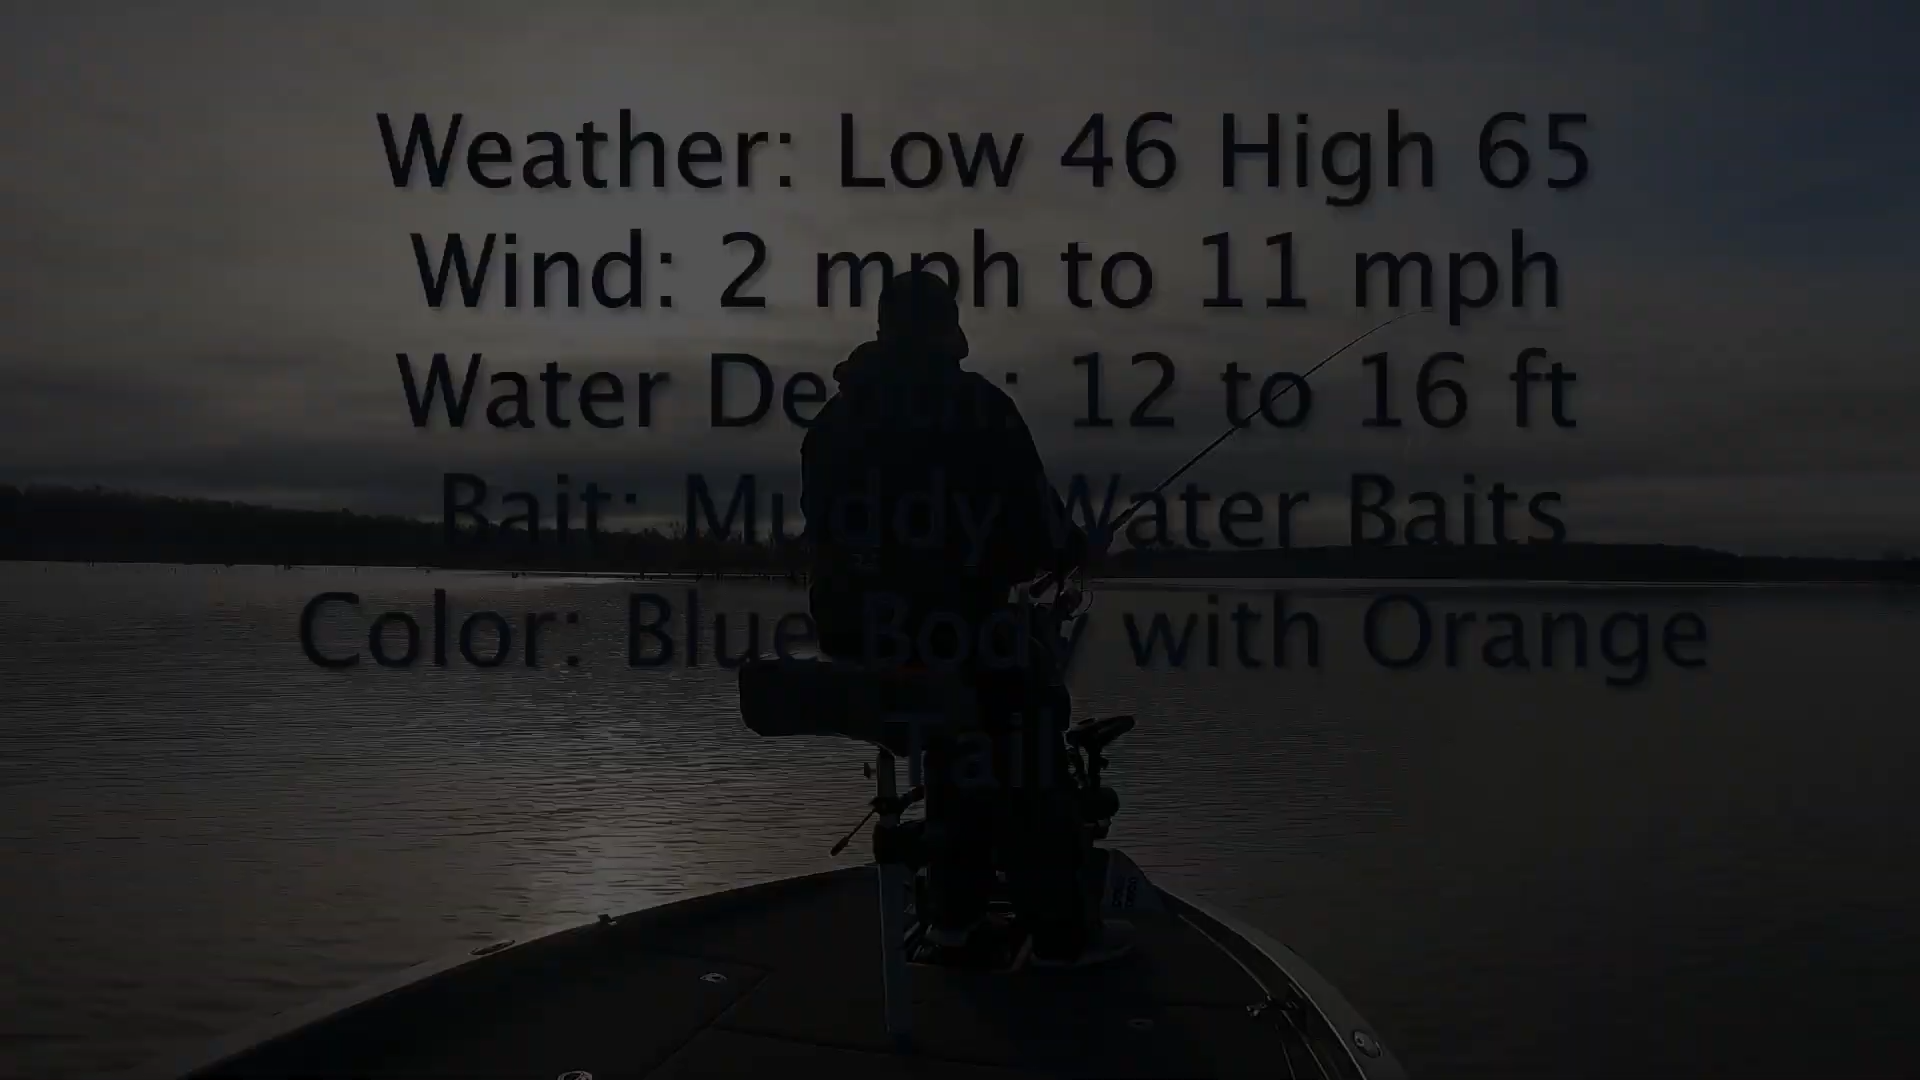 Weather: Low 46 High 65
Wind: 2 mph to 11 mph
Water Depth: 12 to 16 ft
Bait: Muddy Water Baits
Color: Blue Body with Orange
Tail